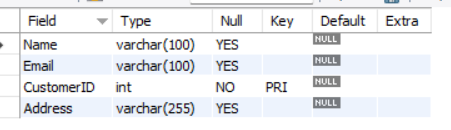 Field Type Null Key Default Extra
Name varchar(100) YES NULL
Email varchar(100) YES NULL
CustomerID int NO PRI NULL
Address varchar(255) YES NULL